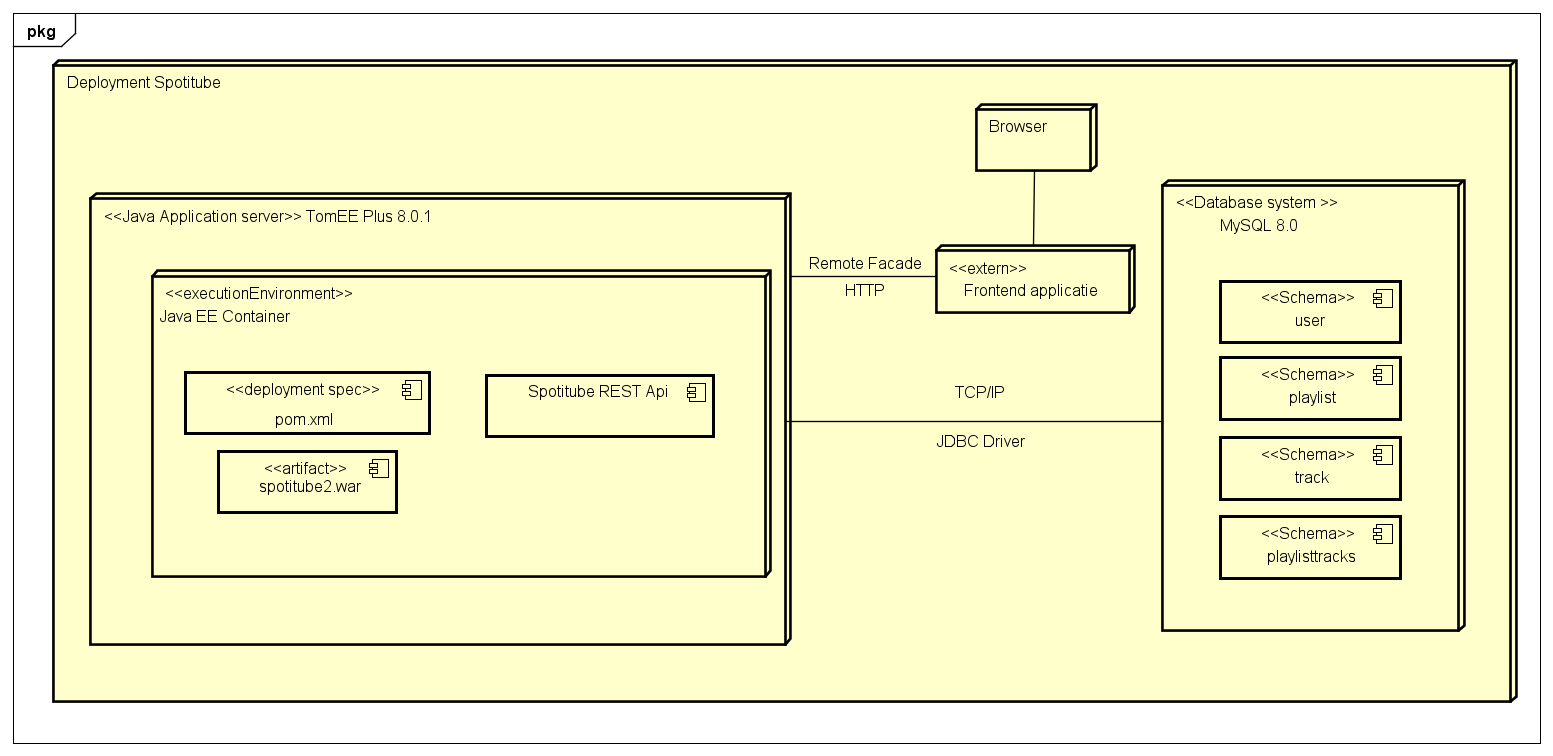 pkg
Deployment Spotitube
Browser
<<Java Application server>> TomEE Plus 8.0.1
<<executionEnvironment>>
Java EE Container
<<deployment spec>>
pom.xml
<<artifact>>
spotitube2.war
Spotitube REST Api
Remote Facade
HTTP
<<extern>>
Frontend applicatie
TCP/IP
JDBC Driver
<<Database system >>
MySQL 8.0
<<Schema>>
user
<<Schema>>
playlist
<<Schema>>
track
<<Schema>>
playlisttracks